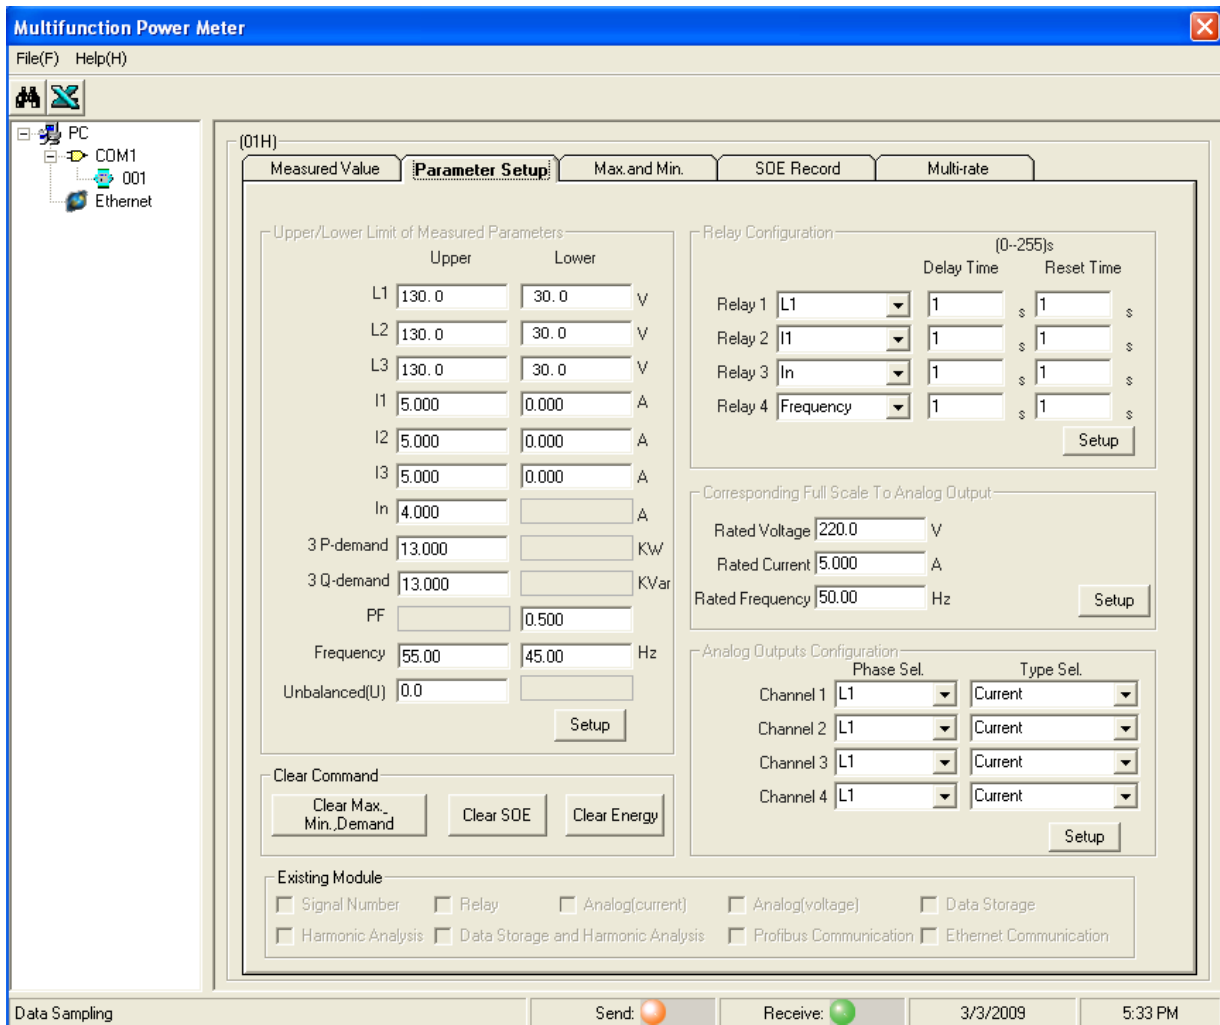 Multifunction Power Meter
File(F) Help(H)
PC
COM1
001
Ethernet
(01H)
Measured Value Parameter Setup Max.and Min. SOE Record Multi-rate
Upper/Lower Limit of Measured Parameters
Upper Lower
L1 130.0 30.0 V
L2 130.0 30.0 V
L3 130.0 30.0 V
I1 5.000 0.000 A
I2 5.000 0.000 A
I3 5.000 0.000 A
In 4.000 A
3 P-demand 13.000 KW
3 Q-demand 13.000 KVar
PF 0.500
Frequency 55.00 45.00 Hz
Unbalanced(U) 0.0
Setup
Clear Command
Clear Max._
Min.,Demand
Clear SOE
Clear Energy
Relay Configuration
(0--255)s
Delay Time Reset Time
Relay 1 L1 1 s 1 s
Relay 2 I1 1 s 1 s
Relay 3 In 1 s 1 s
Relay 4 Frequency 1 s 1 s
Setup
Corresponding Full Scale To Analog Output
Rated Voltage 220.0 V
Rated Current 5.000 A
Rated Frequency 50.00 Hz
Setup
Analog Outputs Configuration
Phase Sel. Type Sel.
Channel 1 L1 Current
Channel 2 L1 Current
Channel 3 L1 Current
Channel 4 L1 Current
Setup
Existing Module
Signal Number Relay Analog(current) Analog(voltage) Data Storage
Harmonic Analysis Data Storage and Harmonic Analysis Profibus Communication Ethernet Communication
Data Sampling Send: Receive: 3/3/2009 5:33 PM